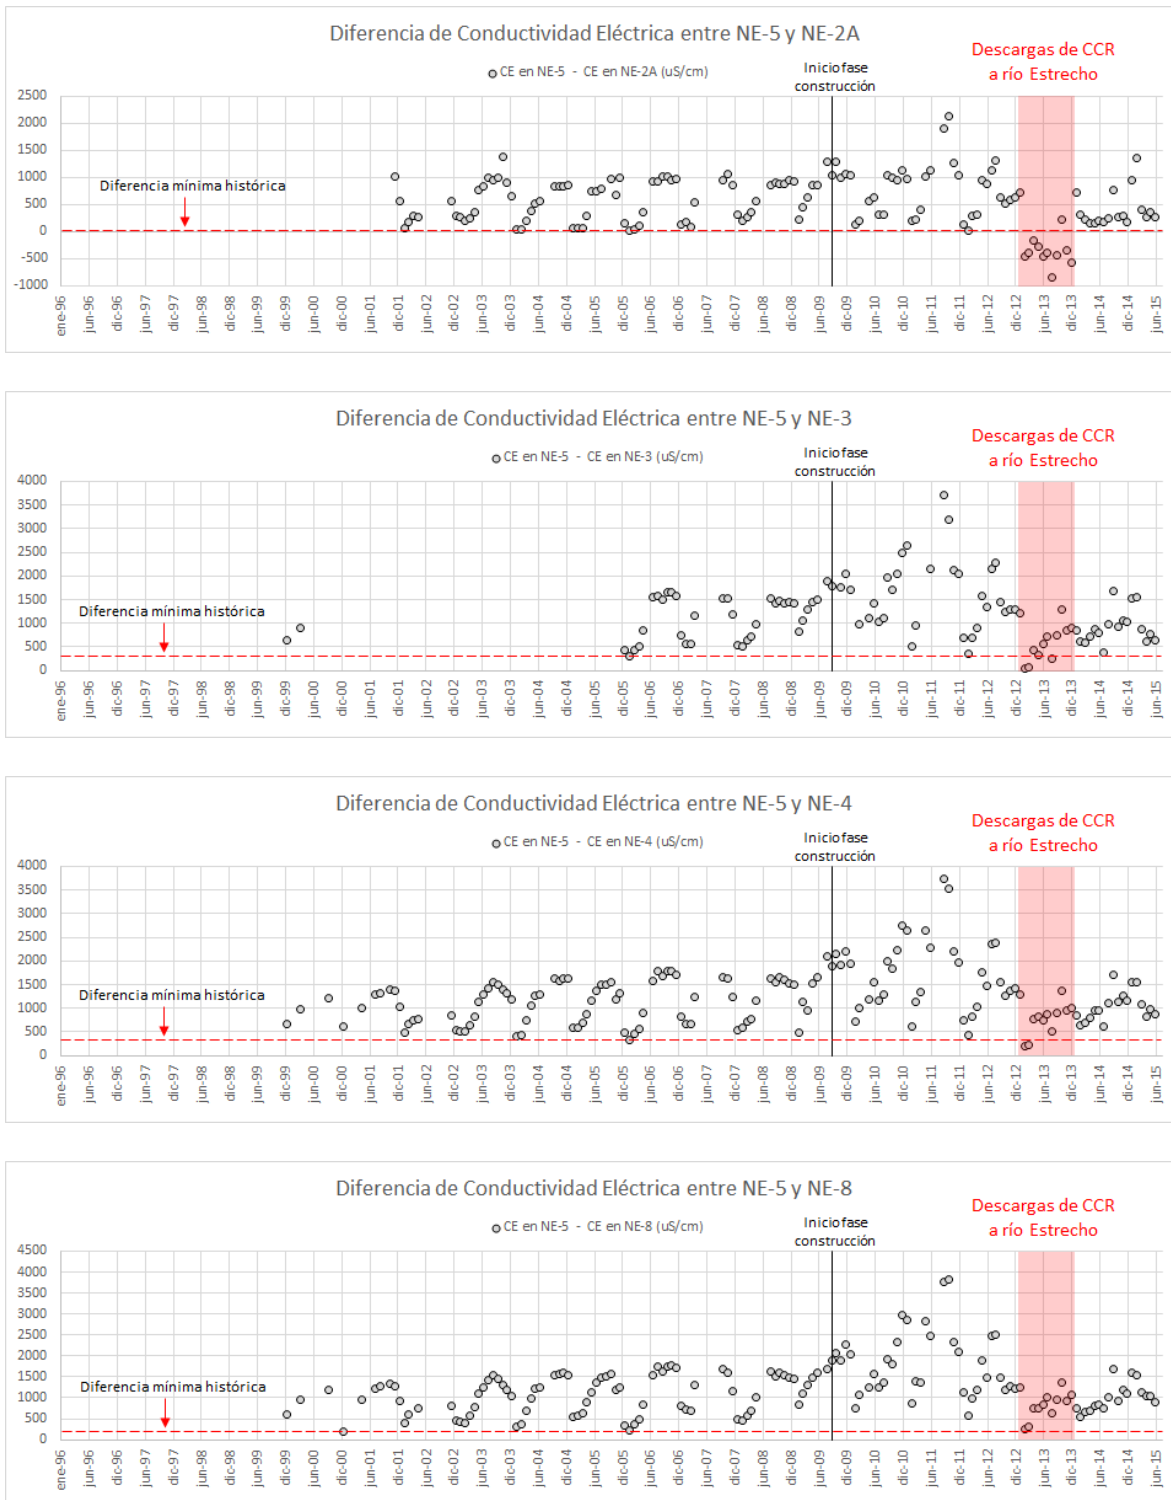 Diferencia de Conductividad Eléctrica entre NE-5 y NE-2A
Descargas de CCR
a río Estrecho
CE en NE-5 - CE en NE-2A (uS/cm)
Inicio fase
construcción
Diferencia mínima histórica
2500
2000
1500
1000
500
0
-500
-1000
ene-96 jun-96 dic-96 jun-97 dic-97 jun-98 dic-98 jun-99 dic-99 jun-00 dic-00 jun-01 dic-01 jun-02 dic-02 jun-03 dic-03 jun-04 dic-04 jun-05 dic-05 jun-06 dic-06 jun-07 dic-07 jun-08 dic-08 jun-09 dic-09 jun-10 dic-10 jun-11 dic-11 jun-12 dic-12 jun-13 dic-13 jun-14 dic-14 jun-15
Diferencia de Conductividad Eléctrica entre NE-5 y NE-3
Descargas de CCR
a río Estrecho
CE en NE-5 - CE en NE-3 (uS/cm)
Inicio fase
construcción
Diferencia mínima histórica
4000
3500
3000
2500
2000
1500
1000
500
0
ene-96 jun-96 dic-96 jun-97 dic-97 jun-98 dic-98 jun-99 dic-99 jun-00 dic-00 jun-01 dic-01 jun-02 dic-02 jun-03 dic-03 jun-04 dic-04 jun-05 dic-05 jun-06 dic-06 jun-07 dic-07 jun-08 dic-08 jun-09 dic-09 jun-10 dic-10 jun-11 dic-11 jun-12 dic-12 jun-13 dic-13 jun-14 dic-14 jun-15
Diferencia de Conductividad Eléctrica entre NE-5 y NE-4
Descargas de CCR
a río Estrecho
CE en NE-5 - CE en NE-4 (uS/cm)
Inicio fase
construcción
Diferencia mínima histórica
4000
3500
3000
2500
2000
1500
1000
500
0
ene-96 jun-96 dic-96 jun-97 dic-97 jun-98 dic-98 jun-99 dic-99 jun-00 dic-00 jun-01 dic-01 jun-02 dic-02 jun-03 dic-03 jun-04 dic-04 jun-05 dic-05 jun-06 dic-06 jun-07 dic-07 jun-08 dic-08 jun-09 dic-09 jun-10 dic-10 jun-11 dic-11 jun-12 dic-12 jun-13 dic-13 jun-14 dic-14 jun-15
Diferencia de Conductividad Eléctrica entre NE-5 y NE-8
Descargas de CCR
a río Estrecho
CE en NE-5 - CE en NE-8 (uS/cm)
Inicio fase
construcción
Diferencia mínima histórica
4500
4000
3500
3000
2500
2000
1500
1000
500
0
ene-96 jun-96 dic-96 jun-97 dic-97 jun-98 dic-98 jun-99 dic-99 jun-00 dic-00 jun-01 dic-01 jun-02 dic-02 jun-03 dic-03 jun-04 dic-04 jun-05 dic-05 jun-06 dic-06 jun-07 dic-07 jun-08 dic-08 jun-09 dic-09 jun-10 dic-10 jun-11 dic-11 jun-12 dic-12 jun-13 dic-13 jun-14 dic-14 jun-15